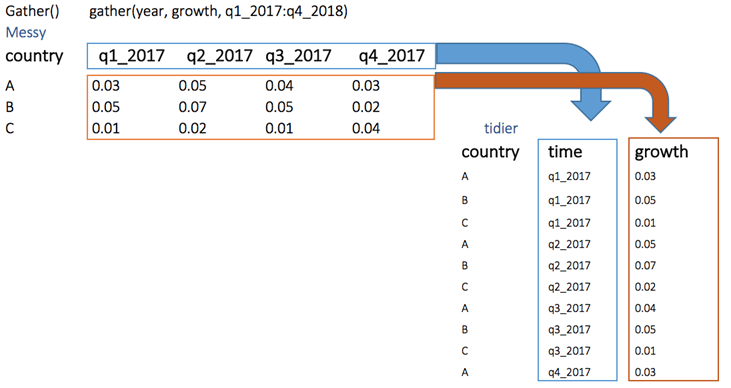 Gather() gather(year, growth, q1_2017:q4_2018)
Messy
country q1_2017 q2_2017 q3_2017 q4_2017
A 0.03 0.05 0.04 0.03
B 0.05 0.07 0.05 0.02
C 0.01 0.02 0.01 0.04
tidier
country time growth
A q1_2017 0.03
B q1_2017 0.05
C q1_2017 0.01
A q2_2017 0.05
B q2_2017 0.07
C q2_2017 0.02
A q3_2017 0.04
B q3_2017 0.05
C q3_2017 0.01
A q4_2017 0.03